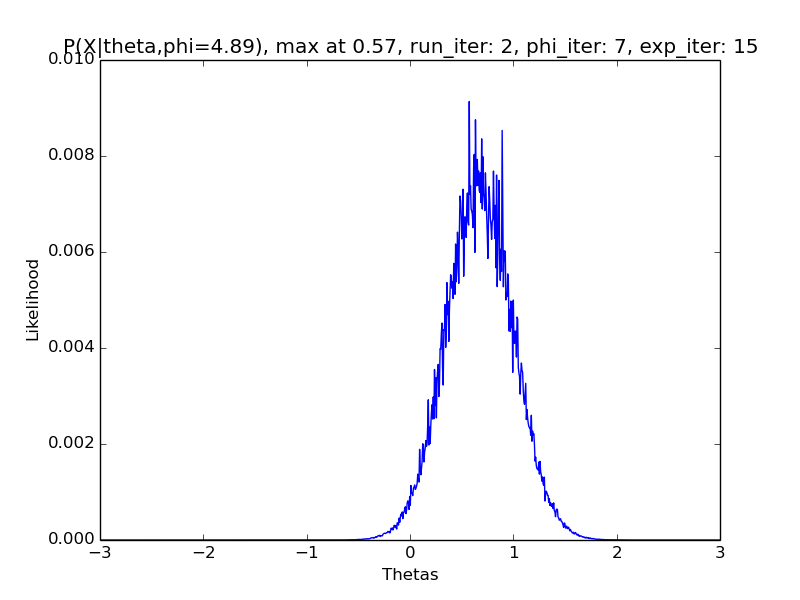 P(X|theta,phi=4.89), max at 0.57, run_iter: 2, phi_iter: 7, exp_iter: 15
0.010
0.008
0.006
0.004
0.002
0.000
Likelihood
−3 −2 −1 0 1 2 3
Thetas